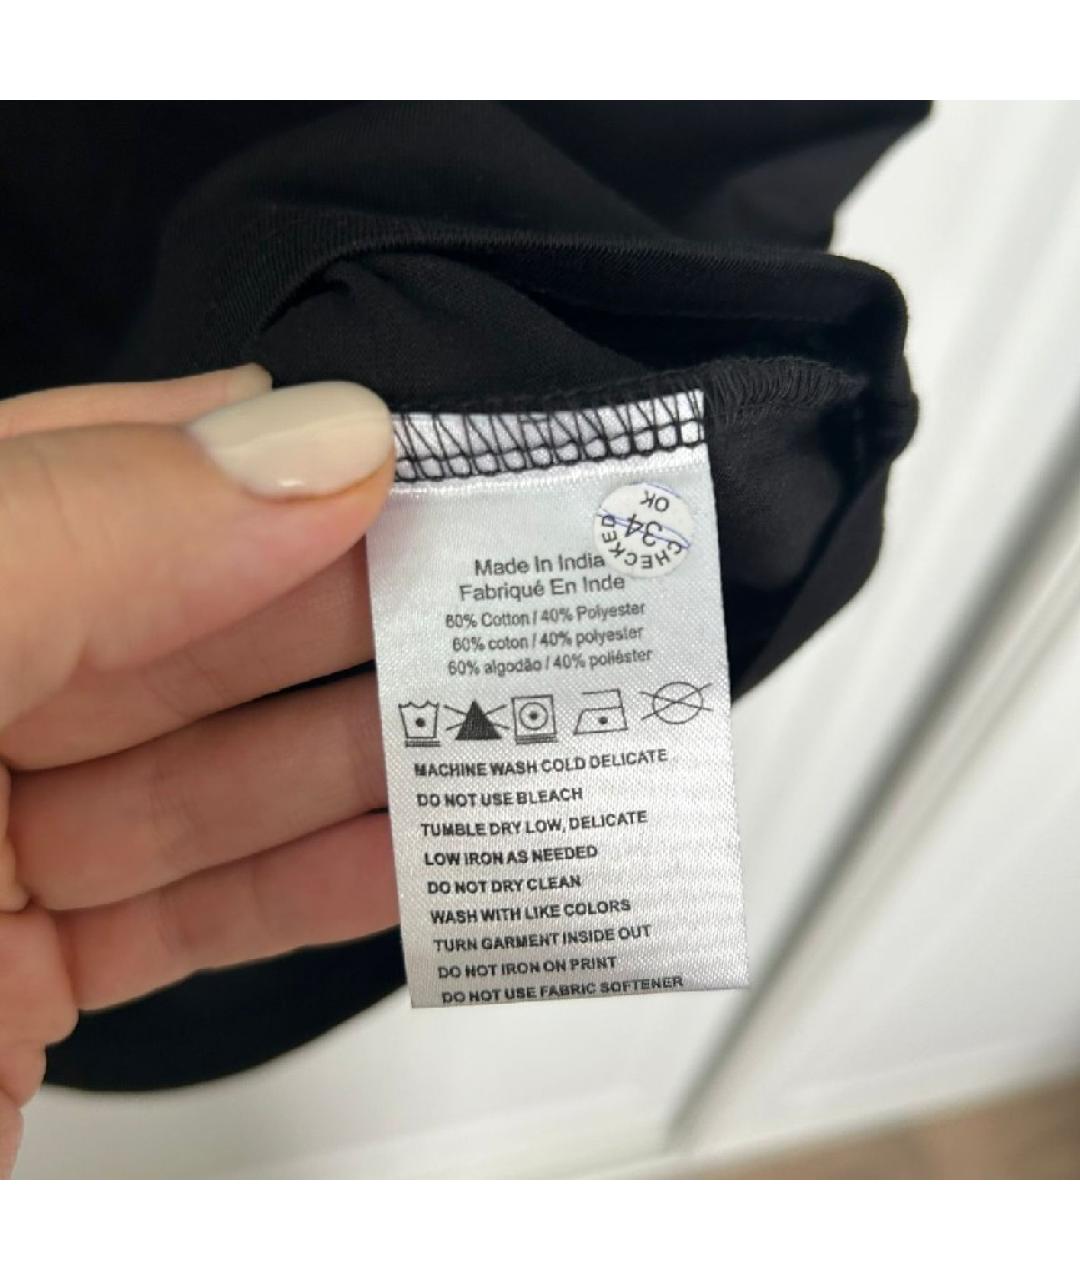 CHECKED
34
OK
Made In India
Fabriqué En Inde
60% Cotton / 40% Polyester
60% coton / 40% polyester
60% algodão / 40% poliéster
MACHINE WASH COLD DELICATE
DO NOT USE BLEACH
TUMBLE DRY LOW, DELICATE
LOW IRON AS NEEDED
DO NOT DRY CLEAN
WASH WITH LIKE COLORS
TURN GARMENT INSIDE OUT
DO NOT IRON ON PRINT
DO NOT USE FABRIC SOFTENER